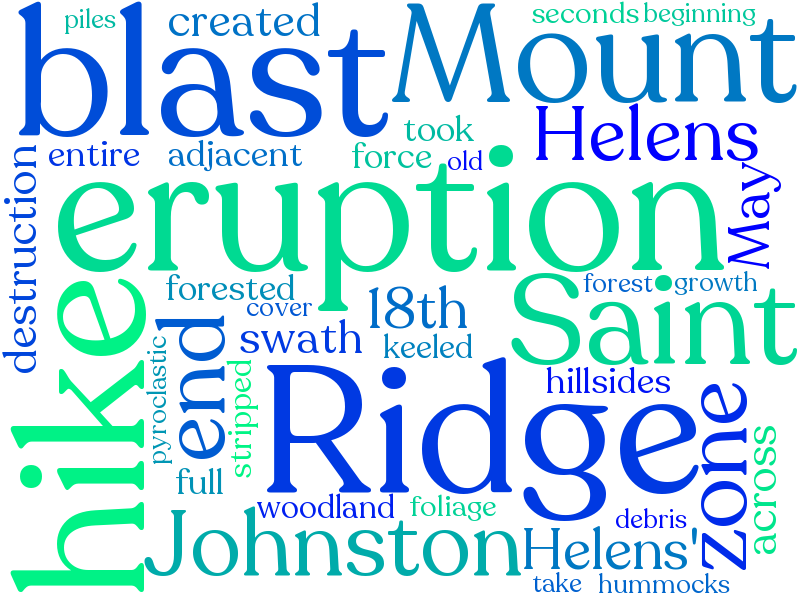 piles
created
seconds
beginning
blast
Mount
took
Helens
entire
adjacent
force
old
destruction
eruption
May
forested
cover
18th
forest
growth
Saint
hike
end
swath
keeled
pyroclastic
stripped
Ridge
hillsides
zone
across
full
woodland
foliage
debris
Johnston
Helens'
take
hummocks